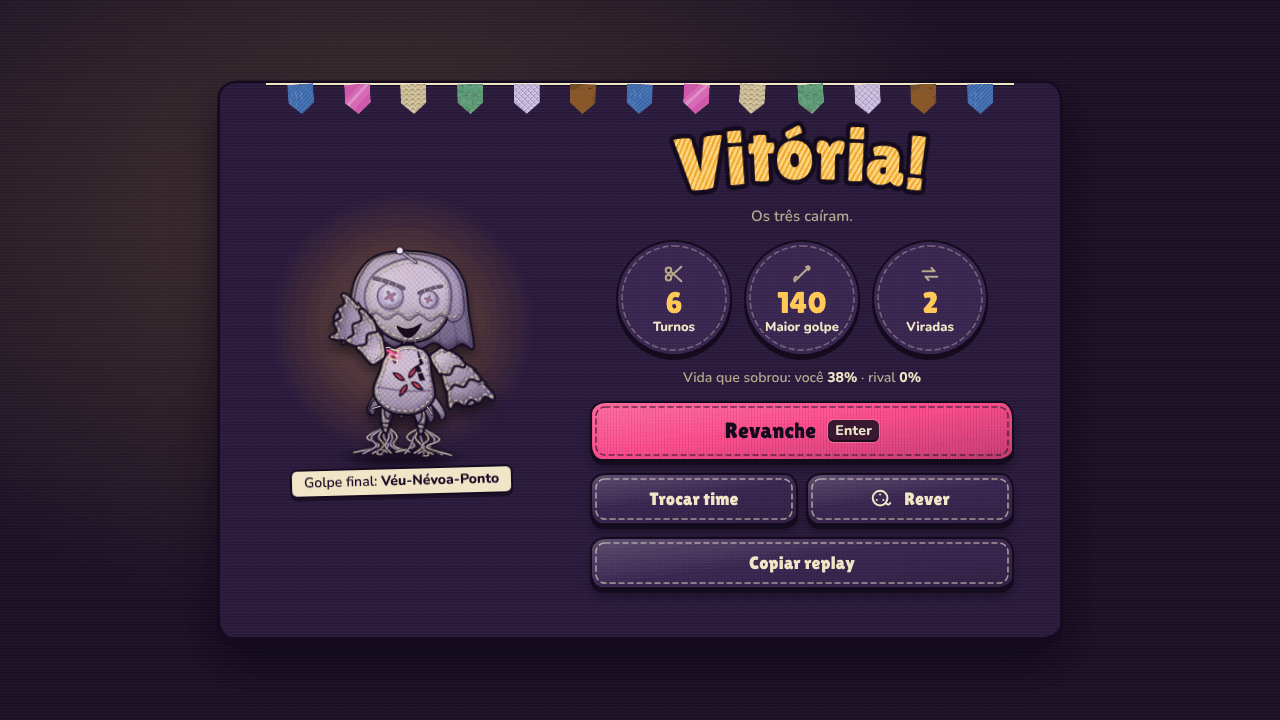 Vitória!
Os três caíram.
6
Turnos
140
Maior golpe
2
Viradas
Vida que sobrou: você 38% · rival 0%
Revanche Enter
Golpe final: Véu-Névoa-Ponto
Trocar time
Rever
Copiar replay